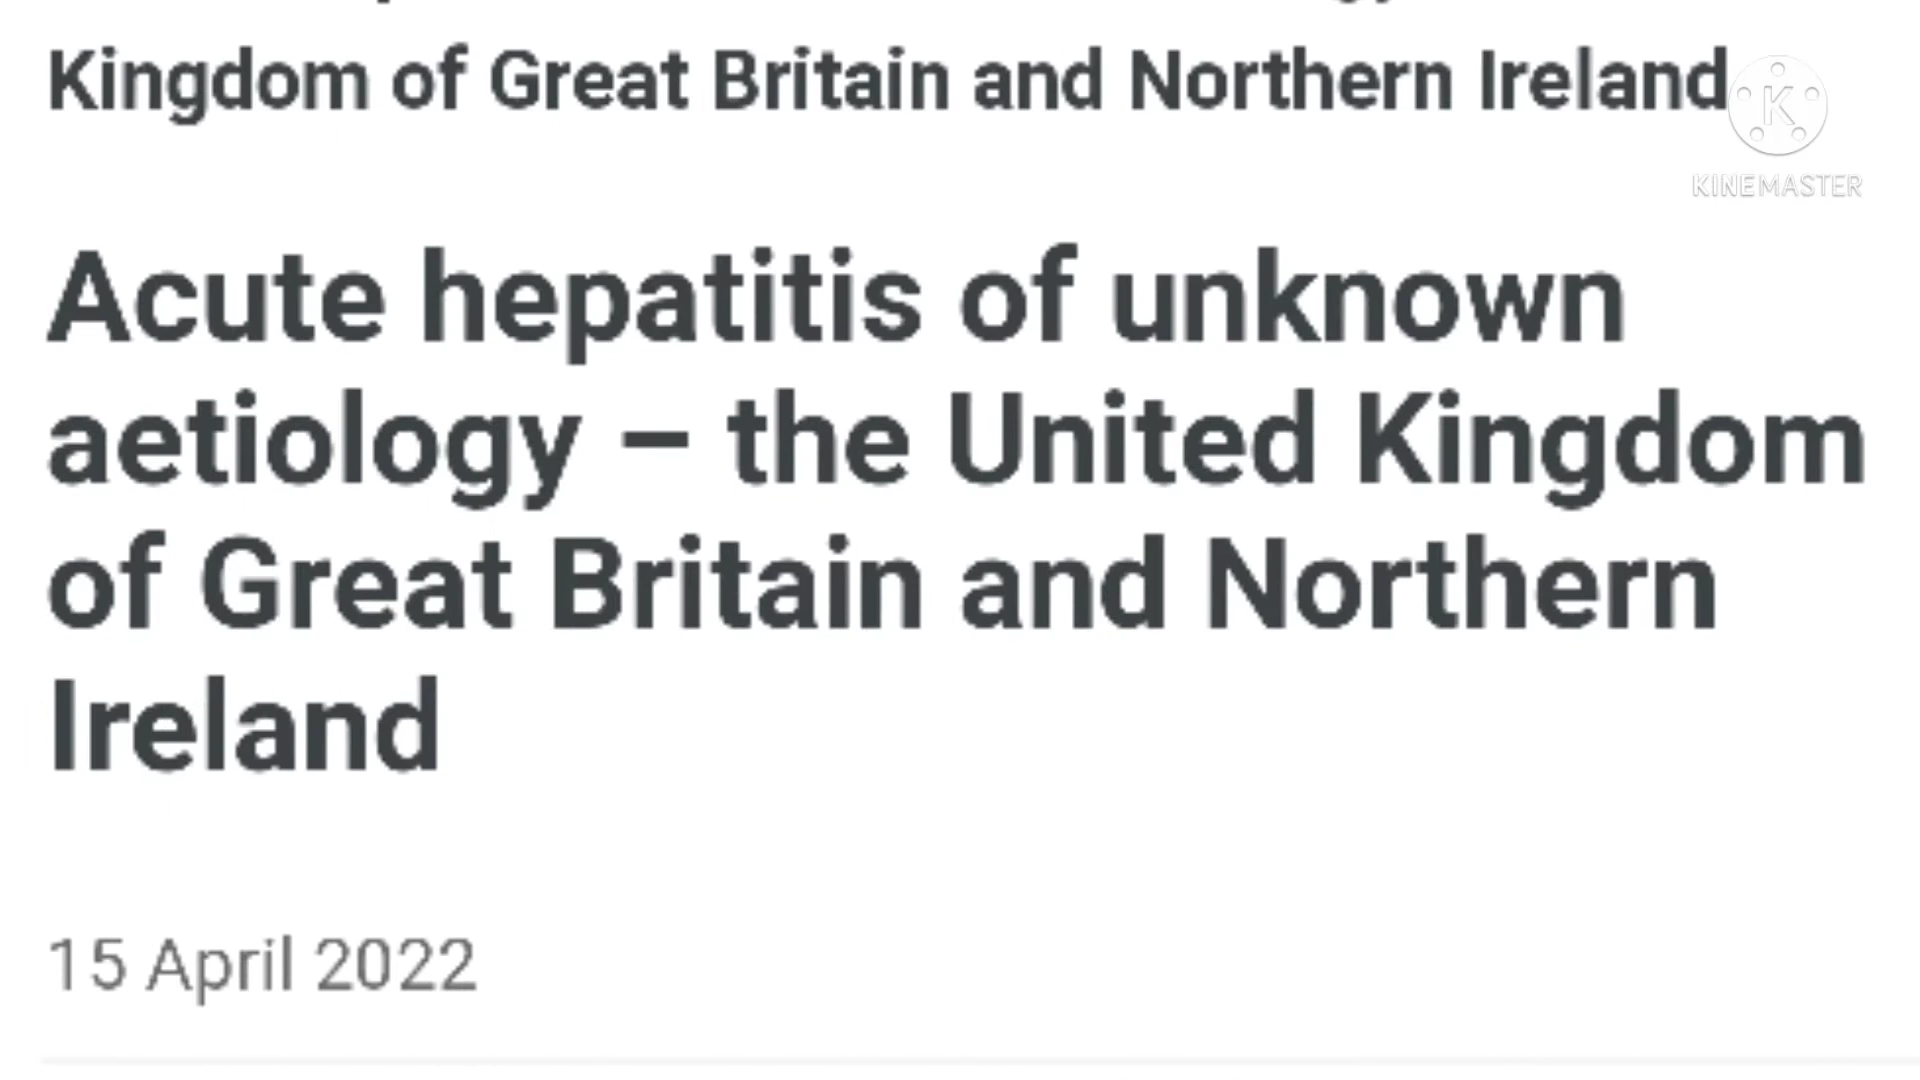 Kingdom of Great Britain and Northern Ireland
K
KINEMASTER
Acute hepatitis of unknown
aetiology – the United Kingdom
of Great Britain and Northern
Ireland
15 April 2022